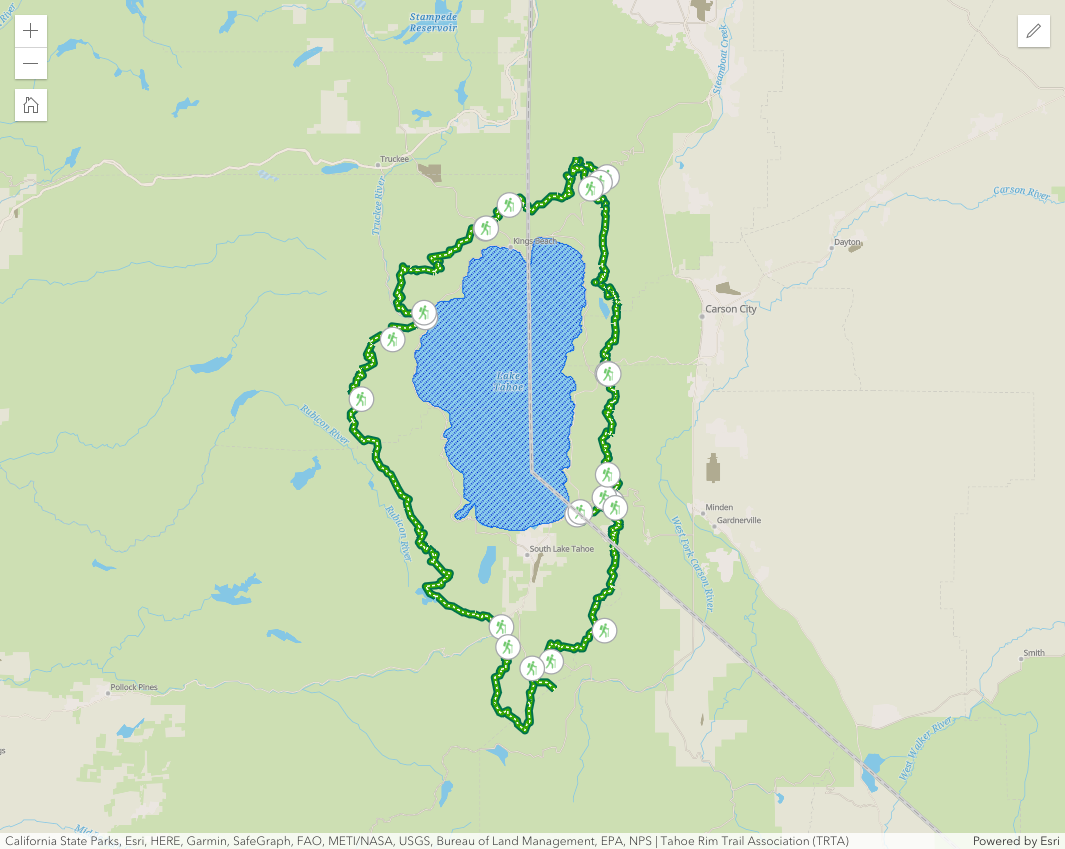 River
Stampede
Reservoir
Steamboat Creek
Truckee
Truckee River
Carson River
Kings Beach
Dayton
Carson City
Lake
Tahoe
Rubicon River
Rubicon River
Minden
Gardnerville
West Fork Carson River
South Lake Tahoe
Smith
Pollock Pines
West Walker River
California State Parks, Esri, HERE, Garmin, SafeGraph, FAO, METI/NASA, USGS, Bureau of Land Management, EPA, NPS | Tahoe Rim Trail Association (TRTA)
Powered by Esri